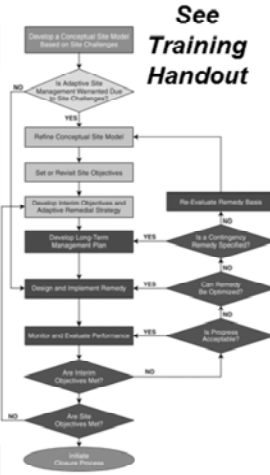 See
Training
Handout
Develop a Conceptual Site Model
Based on Site Challenges
Is Adaptive Site
Management Warranted Due
to Site Challenges?
NO
YES
Refine Conceptual Site Model
Set or Revisit Site Objectives
Develop Interim Objectives and
Adaptive Remedial Strategy
Re-Evaluate Remedy Basis
NO
Develop Long-Term
Management Plan
YES
Is a Contingency
Remedy Specified?
NO
Design and Implement Remedy
YES
Can Remedy
Be Optimized?
NO
Monitor and Evaluate Performance
YES
Is Progress
Acceptable?
Are Interim
Objectives Met?
NO
Are Site
Objectives Met?
NO
Initiate
Closure Process